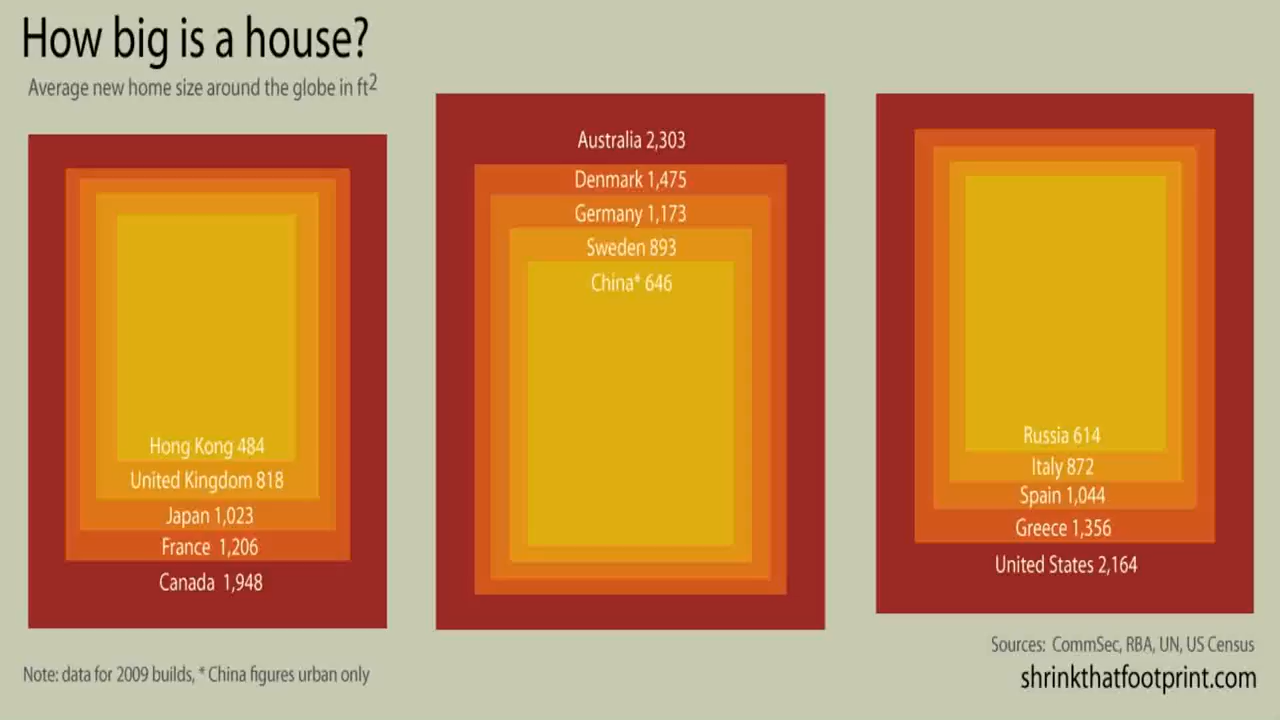 How big is a house?
Average new home size around the globe in ft2
Hong Kong 484
United Kingdom 818
Japan 1,023
France 1,206
Canada 1,948
Australia 2,303
Denmark 1,475
Germany 1,173
Sweden 893
China* 646
Russia 614
Italy 872
Spain 1,044
Greece 1,356
United States 2,164
Note: data for 2009 builds, * China figures urban only
Sources: CommSec, RBA, UN, US Census
shrinkthatfootprint.com